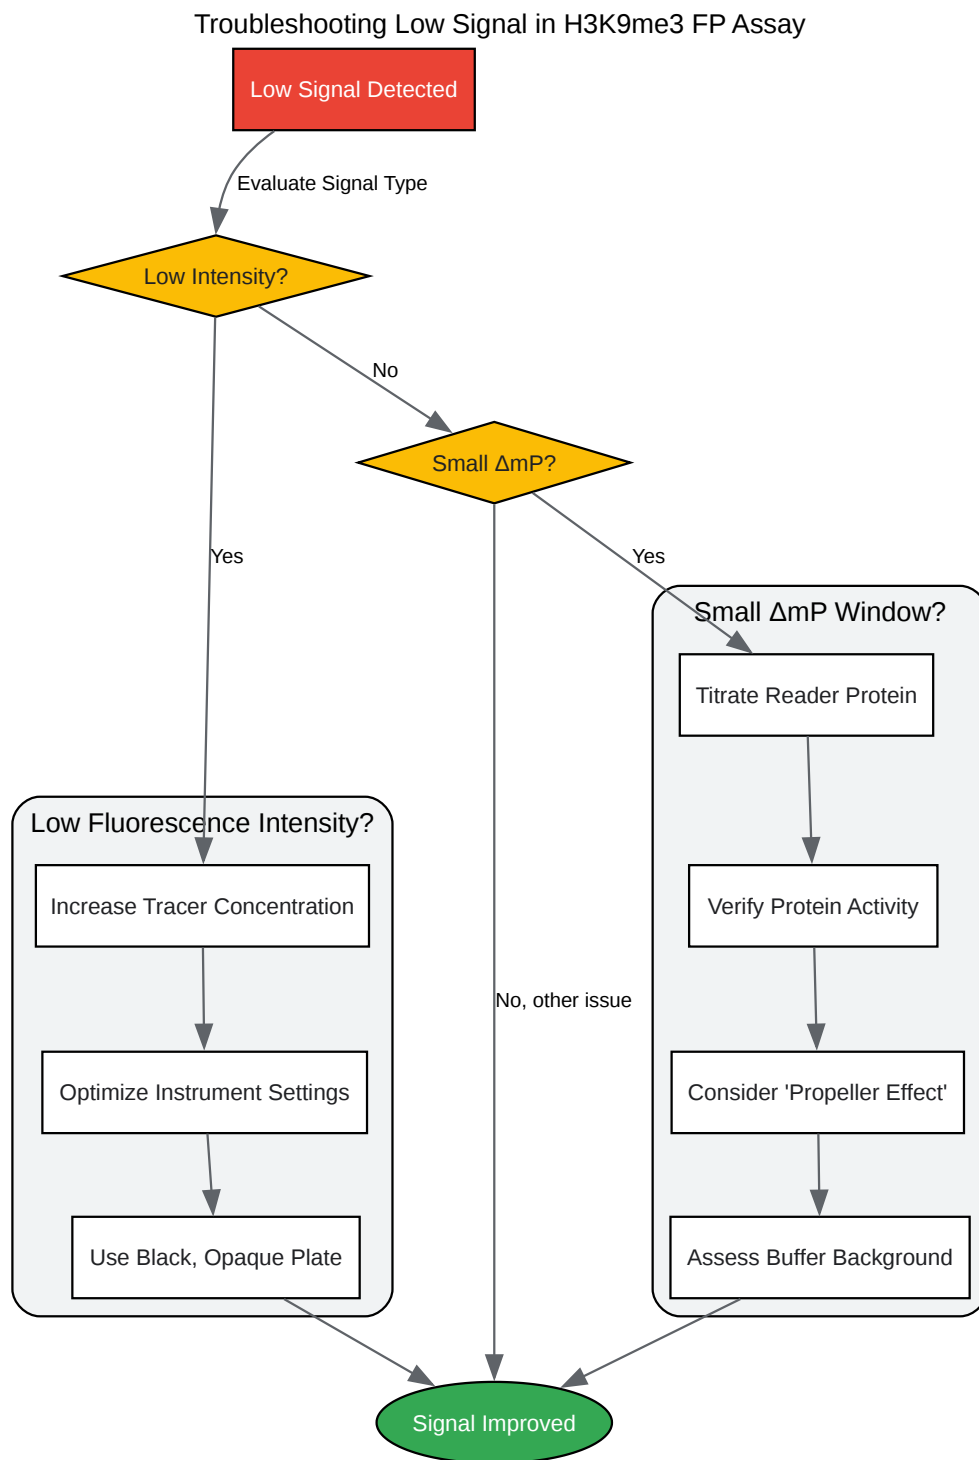 Troubleshooting Low Signal in H3K9me3 FP Assay
Low Signal Detected
Evaluate Signal Type
Low Intensity?
No
Small ΔmP?
Yes
Yes
Small ΔmP Window?
Titrate Reader Protein
Low Fluorescence Intensity?
Increase Tracer Concentration
Verify Protein Activity
No, other issue
Optimize Instrument Settings
Consider 'Propeller Effect'
Use Black, Opaque Plate
Assess Buffer Background
Signal Improved